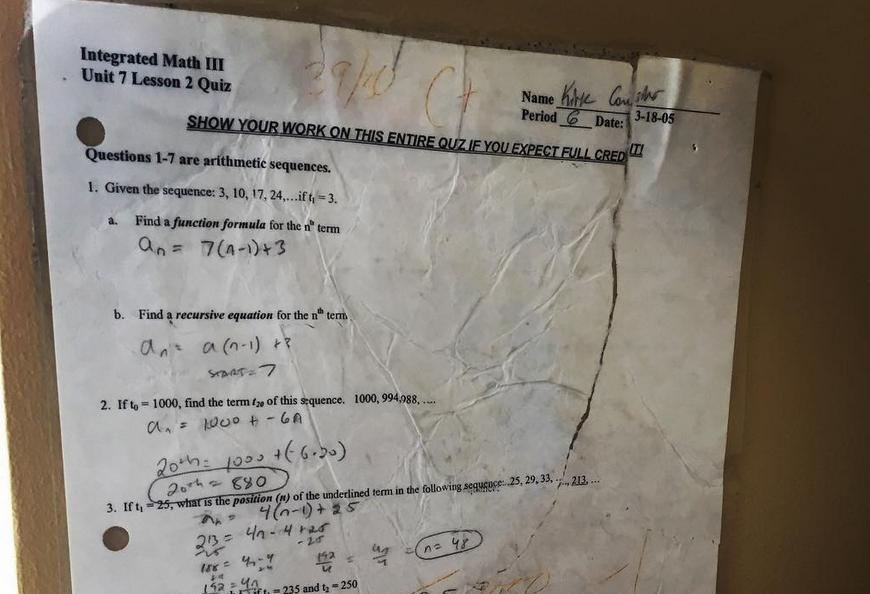 Integrated Math III
Unit 7 Lesson 2 Quiz
39/40 C+
Name Kirk
Period 6 Date: 3-18-05
SHOW YOUR WORK ON THIS ENTIRE QUZ IF YOU EXPECT FULL CREDIT!
Questions 1-7 are arithmetic sequences.
1. Given the sequence: 3, 10, 17, 24,…if t₁ = 3.
a. Find a function formula for the nᵗʰ term
aₙ = 7(n-1)+3
b. Find a recursive equation for the nᵗʰ term.
aₙ = a(n-1) +3
START = 7
2. If t₀ = 1000, find the term t₂₀ of this sequence. 1000, 994,988, ….
aₙ = 1000 + -6n
20th = 1000 +(-6·20)
20th = 880
3. If t₁ = 25, what is the position (n) of the underlined term in the following sequence: 25, 29, 33, …, 213, …
aₙ = 4(n-1) + 25
213 = 4n - 4 + 25
-25 -25
188 = 4n-4
192/4 = 4n/4 = n = 48
192 = 4n
if t₁ = 235 and t₂ = 250